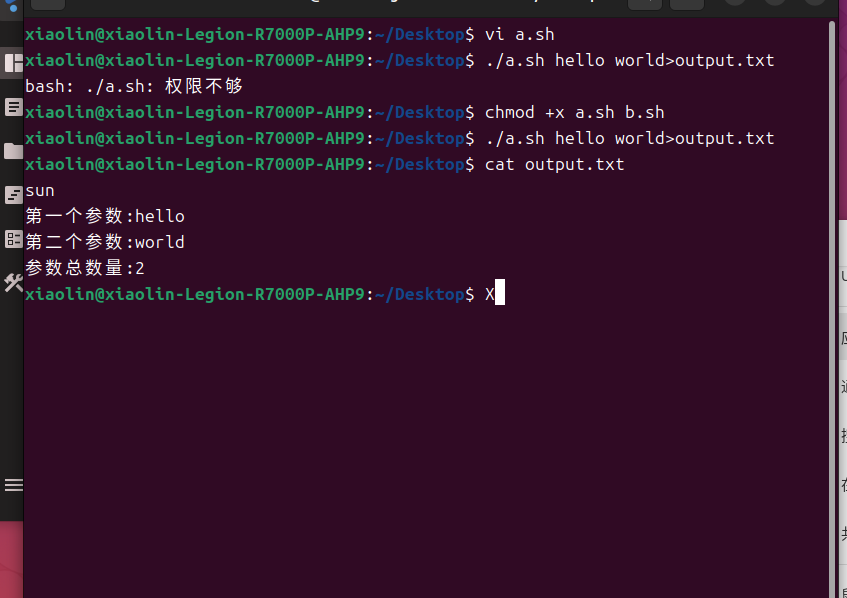 xiaolin@xiaolin-Legion-R7000P-AHP9:~/Desktop$ vi a.sh
xiaolin@xiaolin-Legion-R7000P-AHP9:~/Desktop$ ./a.sh hello world>output.txt
bash: ./a.sh: 权限不够
xiaolin@xiaolin-Legion-R7000P-AHP9:~/Desktop$ chmod +x a.sh b.sh
xiaolin@xiaolin-Legion-R7000P-AHP9:~/Desktop$ ./a.sh hello world>output.txt
xiaolin@xiaolin-Legion-R7000P-AHP9:~/Desktop$ cat output.txt
sun
第一个参数:hello
第二个参数:world
参数总数量:2
xiaolin@xiaolin-Legion-R7000P-AHP9:~/Desktop$ X